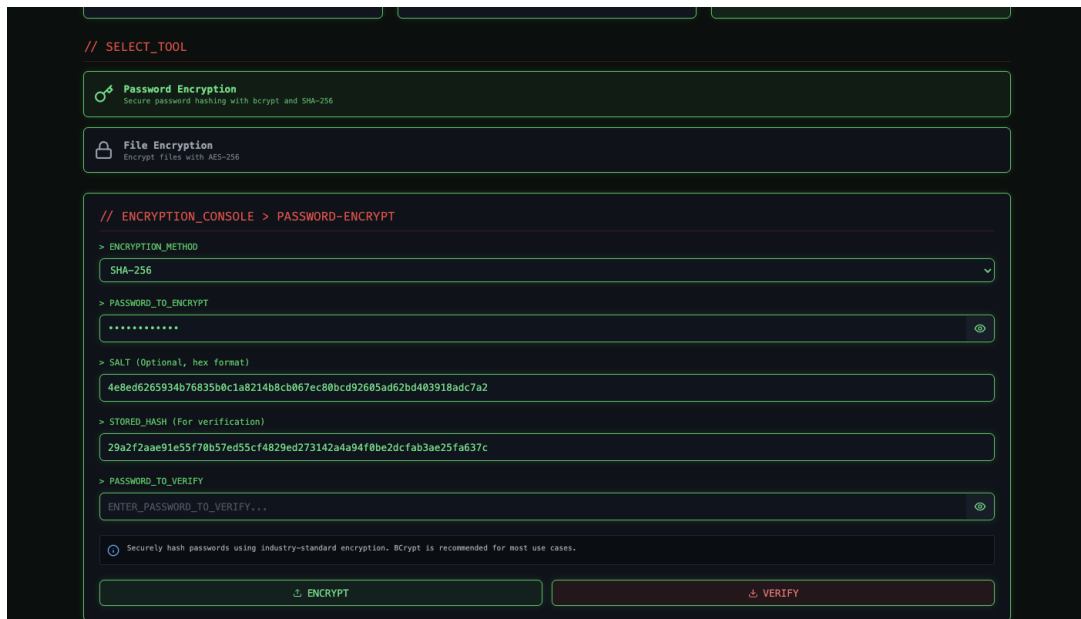 // SELECT_TOOL
Password Encryption
Secure password hashing with bcrypt and SHA-256
File Encryption
Encrypt files with AES-256
// ENCRYPTION_CONSOLE > PASSWORD-ENCRYPT
> ENCRYPTION_METHOD
SHA-256
> PASSWORD_TO_ENCRYPT
••••••••••••
> SALT (Optional, hex format)
4e8ed6265934b76835b0c1a8214b8cb067ec80bcd92605ad62bd403918adc7a2
> STORED_HASH (For verification)
29a2f2aae91e55f70b57ed55cf4829ed273142a4a94f0be2dcfab3ae25fa637c
> PASSWORD_TO_VERIFY
ENTER_PASSWORD_TO_VERIFY...
Securely hash passwords using industry-standard encryption. BCrypt is recommended for most use cases.
ENCRYPT
VERIFY